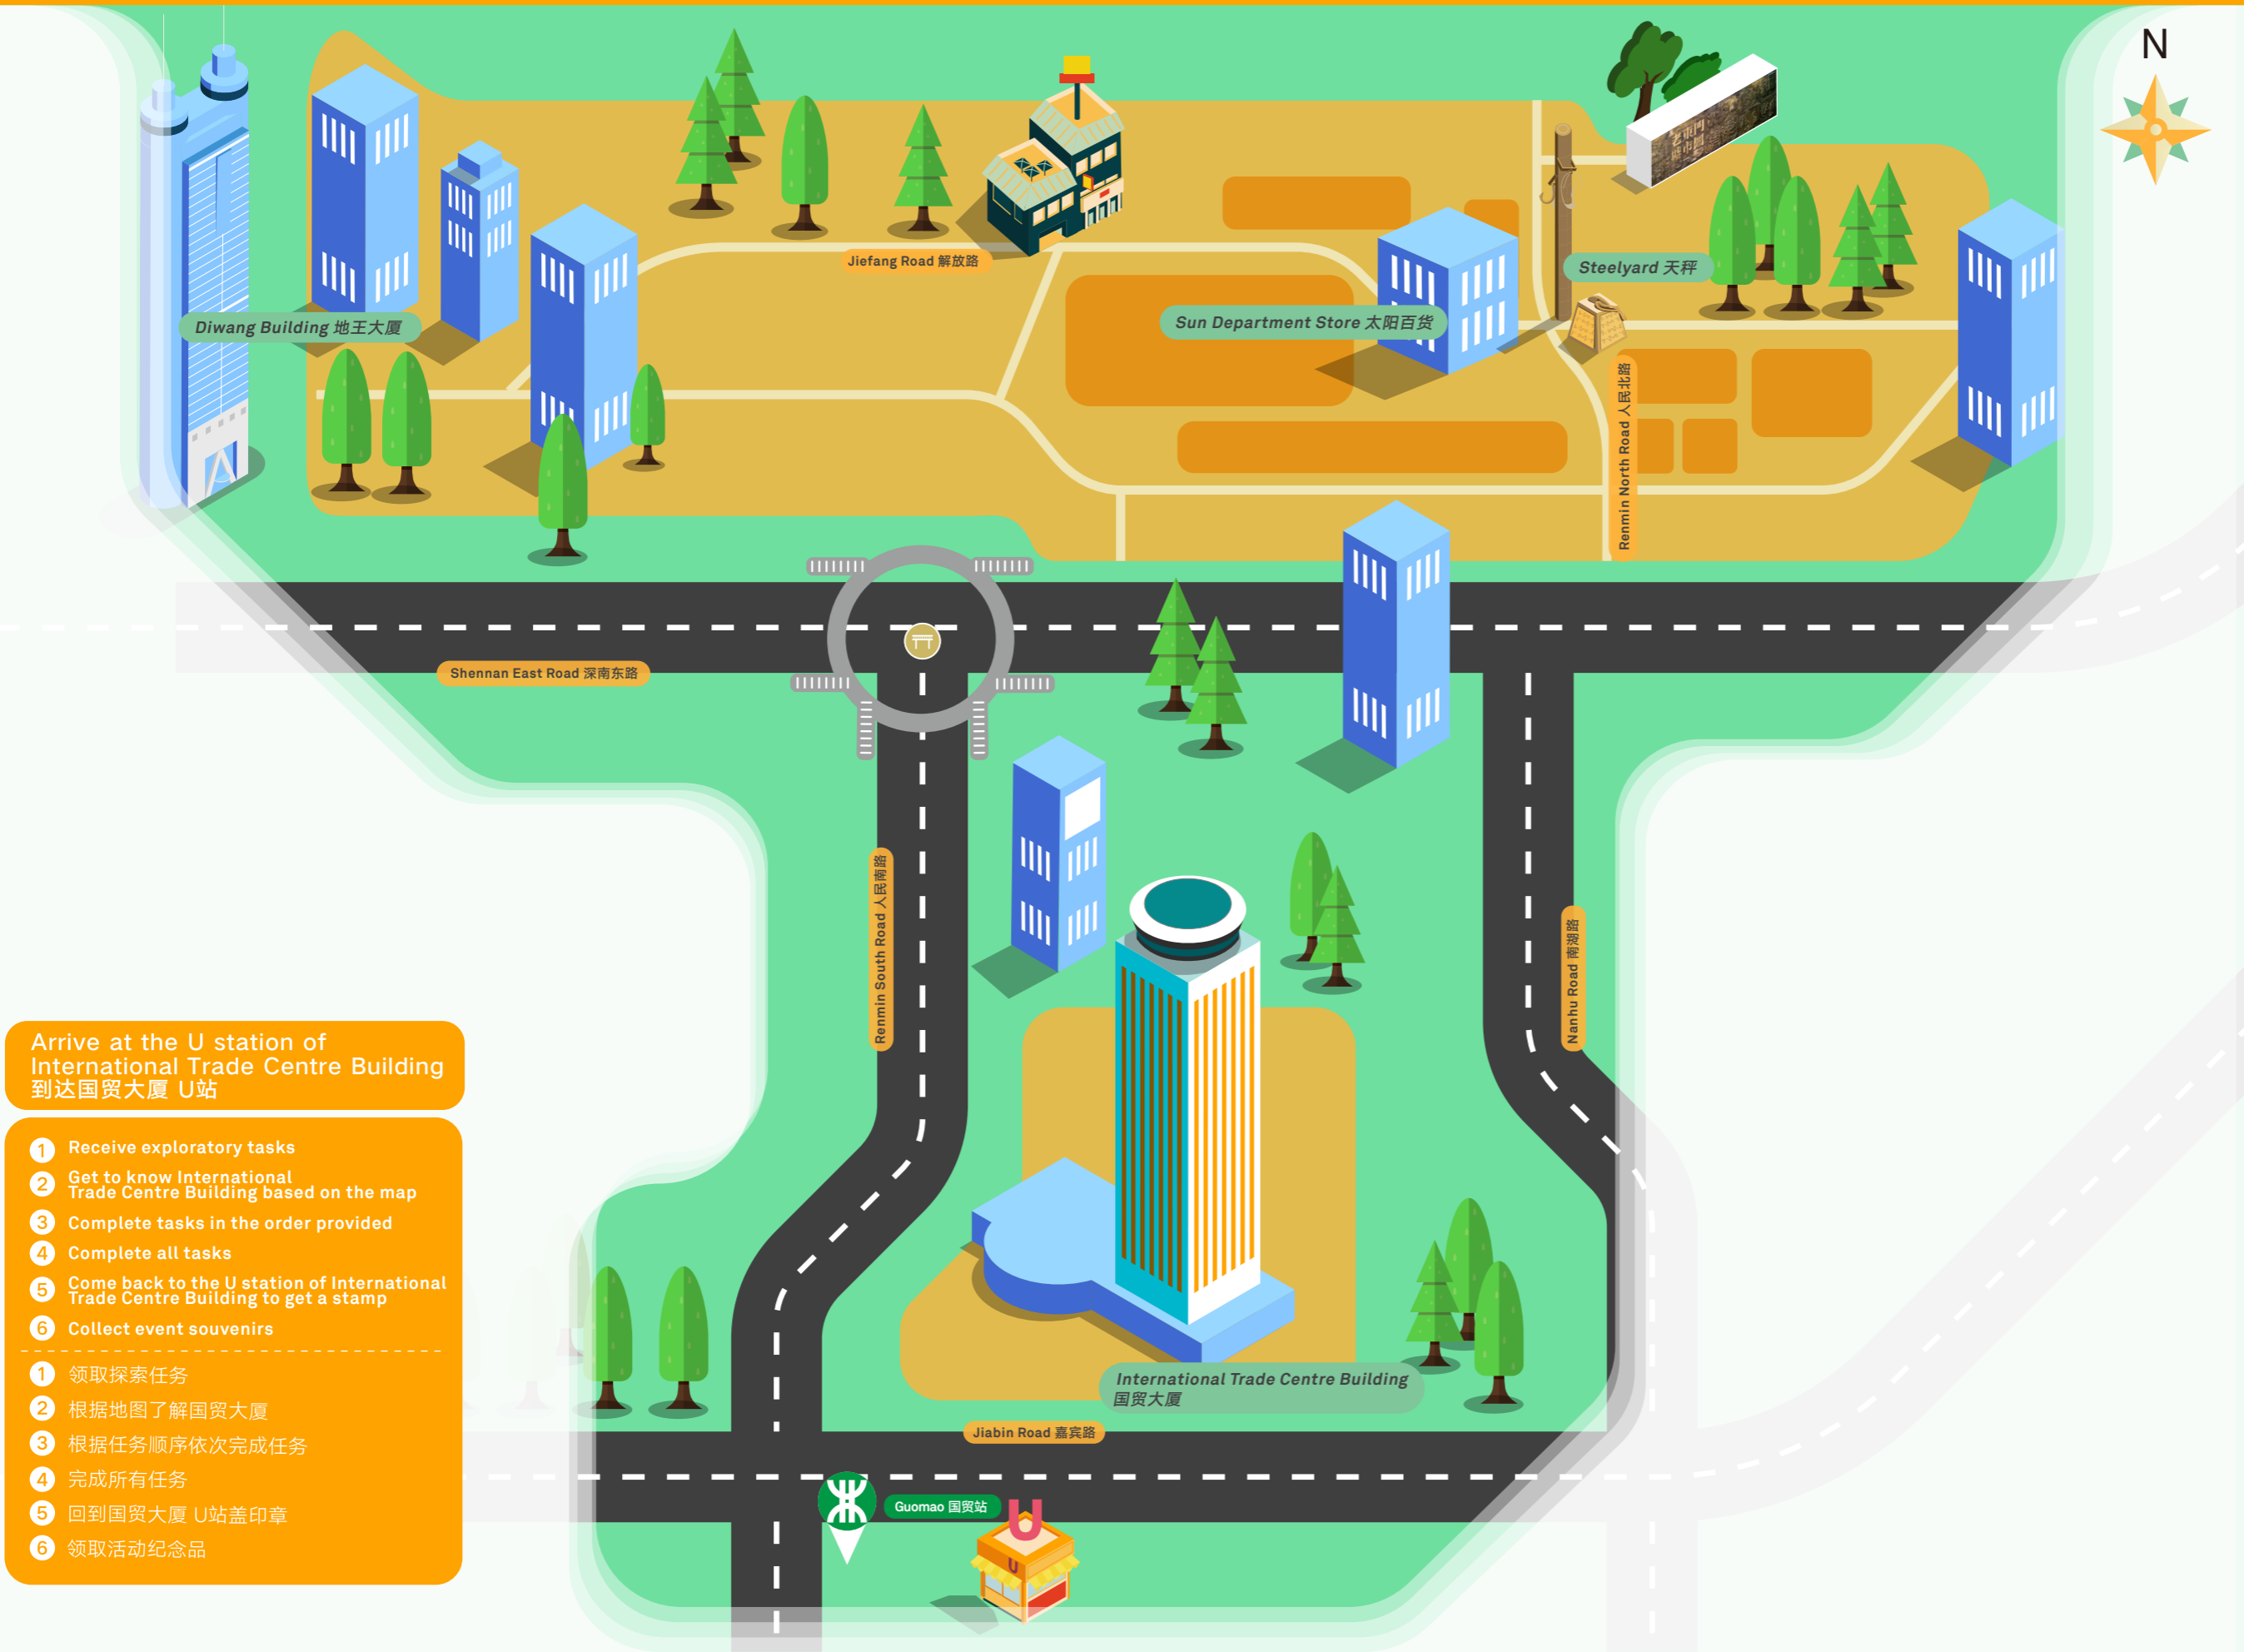 N
Jiefang Road 解放路
Steelyard 天秤
Diwang Building 地王大厦
Sun Department Store 太阳百货
Renmin North Road 人民北路
Shennan East Road 深南东路
Renmin South Road 人民南路
Nanhu Road 南湖路
Arrive at the U station of
International Trade Centre Building
到达国贸大厦 U站
1 Receive exploratory tasks
2 Get to know International
Trade Centre Building based on the map
3 Complete tasks in the order provided
4 Complete all tasks
5 Come back to the U station of International
Trade Centre Building to get a stamp
6 Collect event souvenirs
1 领取探索任务
2 根据地图了解国贸大厦
3 根据任务顺序依次完成任务
4 完成所有任务
5 回到国贸大厦 U站盖印章
6 领取活动纪念品
International Trade Centre Building
国贸大厦
Jiabin Road 嘉宾路
Guomao 国贸站
U
U